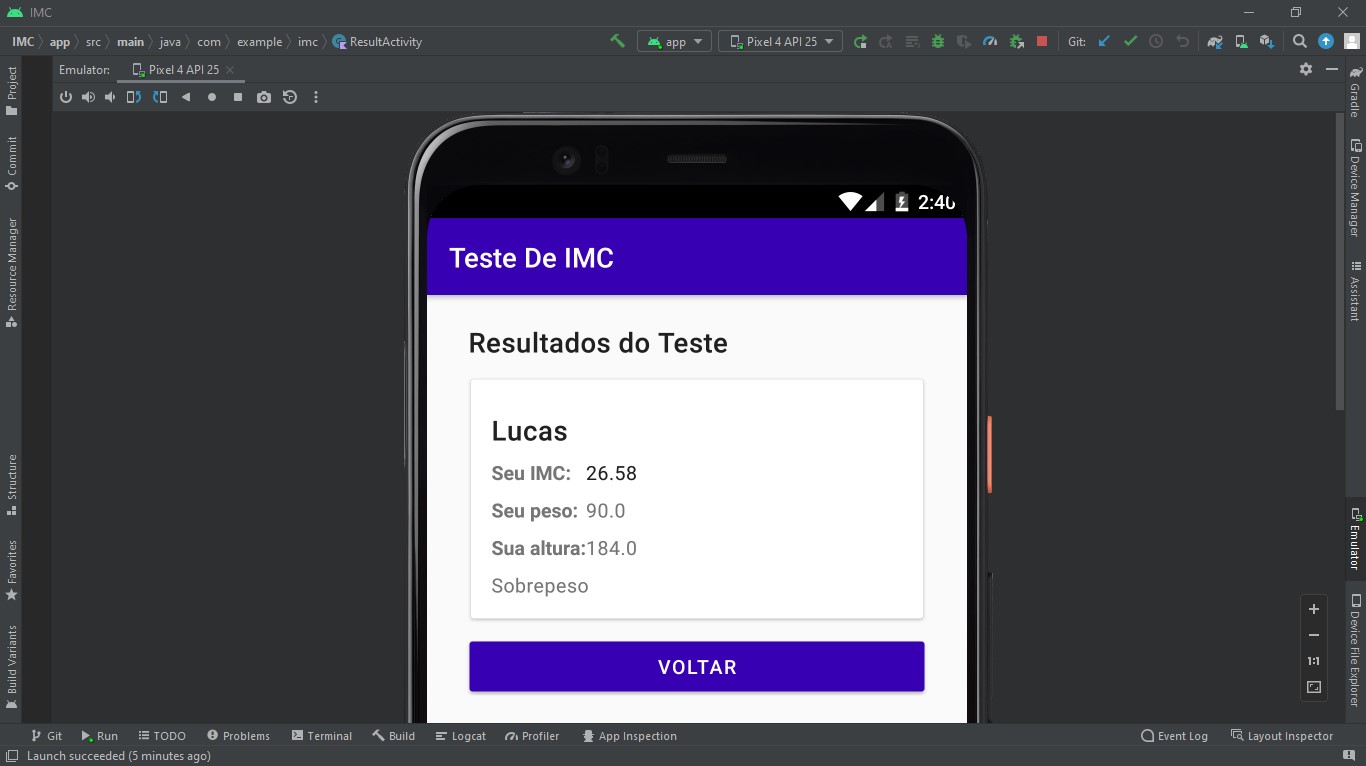 IMC
IMC app src main java com example imc ResultActivity app Pixel 4 API 25 Git:
Emulator: Pixel 4 API 25
Project
Commit
Resource Manager
Structure
Favorites
Build Variants
2:40
Teste De IMC
Resultados do Teste
Lucas
Seu IMC: 26.58
Seu peso: 90.0
Sua altura:184.0
Sobrepeso
VOLTAR
1:1
Gradle
Device Manager
Assistant
Emulator
Device File Explorer
Git Run TODO Problems Terminal Build Logcat Profiler App Inspection Event Log Layout Inspector
Launch succeeded (5 minutes ago)